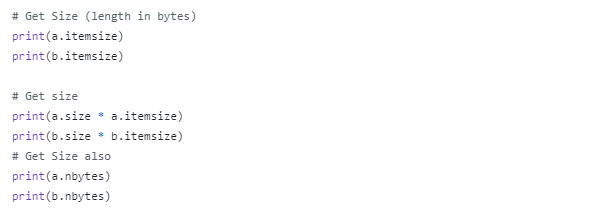 # Get Size (length in bytes)
print(a.itemsize)
print(b.itemsize)
# Get size
print(a.size * a.itemsize)
print(b.size * b.itemsize)
# Get Size also
print(a.nbytes)
print(b.nbytes)